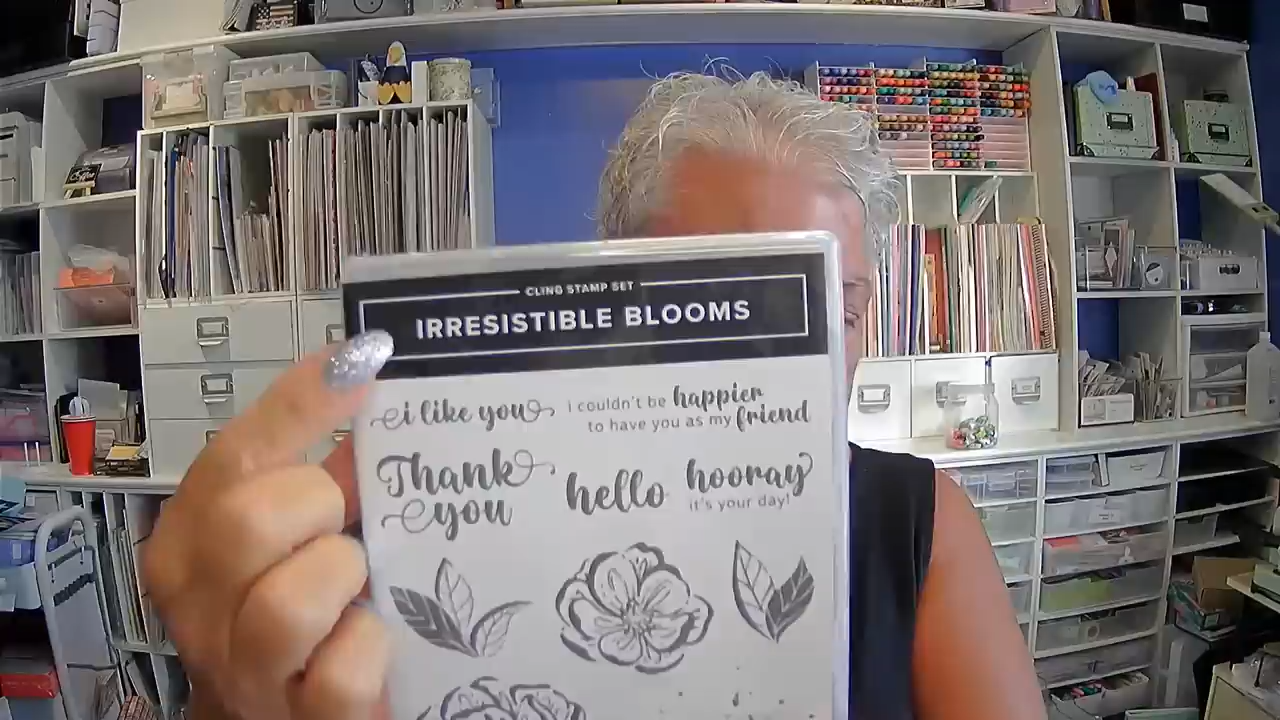 CLING STAMP SET
IRRESISTIBLE BLOOMS
i like you
i couldn't be happier
to have you as my friend
Thank
you
hello
hooray
it's your day!